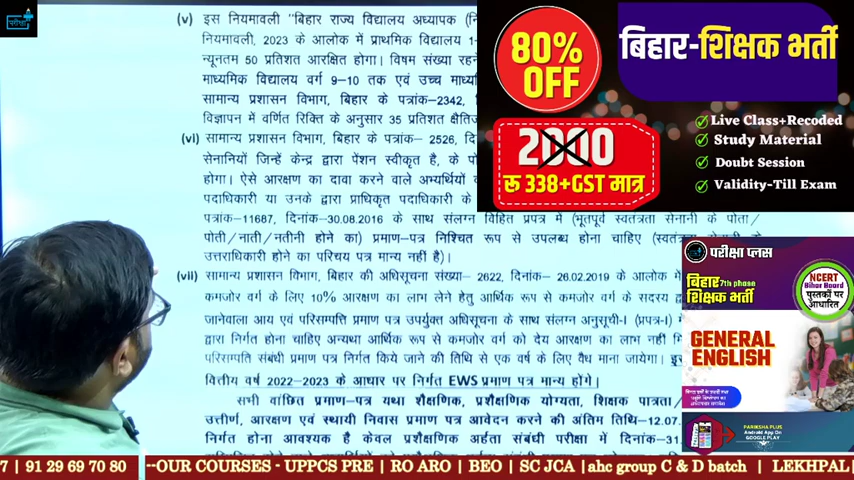 परीक्षा
(v) इस नियमावली "बिहार राज्य विद्यालय अध्यापक (नि
नियमावली, 2023 के आलोक में प्राथमिक विद्यालय 1-
न्यूनतम 50 प्रतिशत आरक्षित होगा। विषम संख्या रहने
माध्यमिक विद्यालय वर्ग 9-10 तक एवं उच्च माध्यमि
सामान्य प्रशासन विभाग, बिहार के पत्रांक-2342,
विज्ञापन में वर्णित रिक्ति के अनुसार 35 प्रतिशत क्षैतिज
(vi) सामान्य प्रशासन विभाग, बिहार के पत्रांक- 2526, दि
सेनानियों जिन्हें केन्द्र द्वारा पेंशन स्वीकृत है, के पो
होगा। ऐसे आरक्षण का दावा करने वाले अभ्यर्थियों के
पदाधिकारी या उनके द्वारा प्राधिकृत पदाधिकारी के
पत्रांक-11687, दिनांक-30.08.2016 के साथ संलग्न विहित प्रपत्र में (भूतपूर्व स्वतंत्रता सेनानी के पोता/
पोती/नाती/नतीनी होने का) प्रमाण-पत्र निश्चित रूप से उपलब्ध होना चाहिए (स्वतंत्रता सेनानी के
उत्तराधिकारी होने का परिचय पत्र मान्य नहीं है)।
(vii) सामान्य प्रशासन विभाग, बिहार की अधिसूचना संख्या- 2622, दिनांक- 26.02.2019 के आलोक में
कमजोर वर्ग के लिए 10% आरक्षण का लाभ लेने हेतु आर्थिक रूप से कमजोर वर्ग के सदस्य द्व
जानेवाला आय एवं परिसम्पत्ति प्रमाण पत्र उपर्युक्त अधिसूचना के साथ संलग्न अनुसूची-I (प्रपत्र-I) में
द्वारा निर्गत होना चाहिए अन्यथा आर्थिक रूप से कमजोर वर्ग को देय आरक्षण का लाभ नहीं मि
परिसम्पति संबंधी प्रमाण पत्र निर्गत किये जाने की तिथि से एक वर्ष के लिए वैध माना जायेगा। इस
वित्तीय वर्ष 2022-2023 के आधार पर निर्गत EWS प्रमाण पत्र मान्य होंगे।
सभी वांछित प्रमाण-पत्र यथा शैक्षणिक, प्रशैक्षणिक योग्यता, शिक्षक पात्रता/
उत्तीर्ण, आरक्षण एवं स्थायी निवास प्रमाण पत्र आवेदन करने की अंतिम तिथि-12.07.
निर्गत होना आवश्यक है केवल प्रशैक्षणिक अर्हता संबंधी परीक्षा में दिनांक-31.
80%
OFF
बिहार-शिक्षक भर्ती
2000
रू 338+GST मात्र
Live Class+Recoded
Study Material
Doubt Session
Validity-Till Exam
परीक्षा प्लस
बिहार 7th phase
शिक्षक भर्ती
NCERT
Bihar Board
पुस्तकों पर
आधारित
GENERAL
ENGLISH
PARIKSHA PLUS
Android App On
GOOGLE PLAY
7 | 91 29 69 70 80 --OUR COURSES - UPPCS PRE | RO ARO | BEO | SC JCA |ahc group C & D batch | LEKHPAL